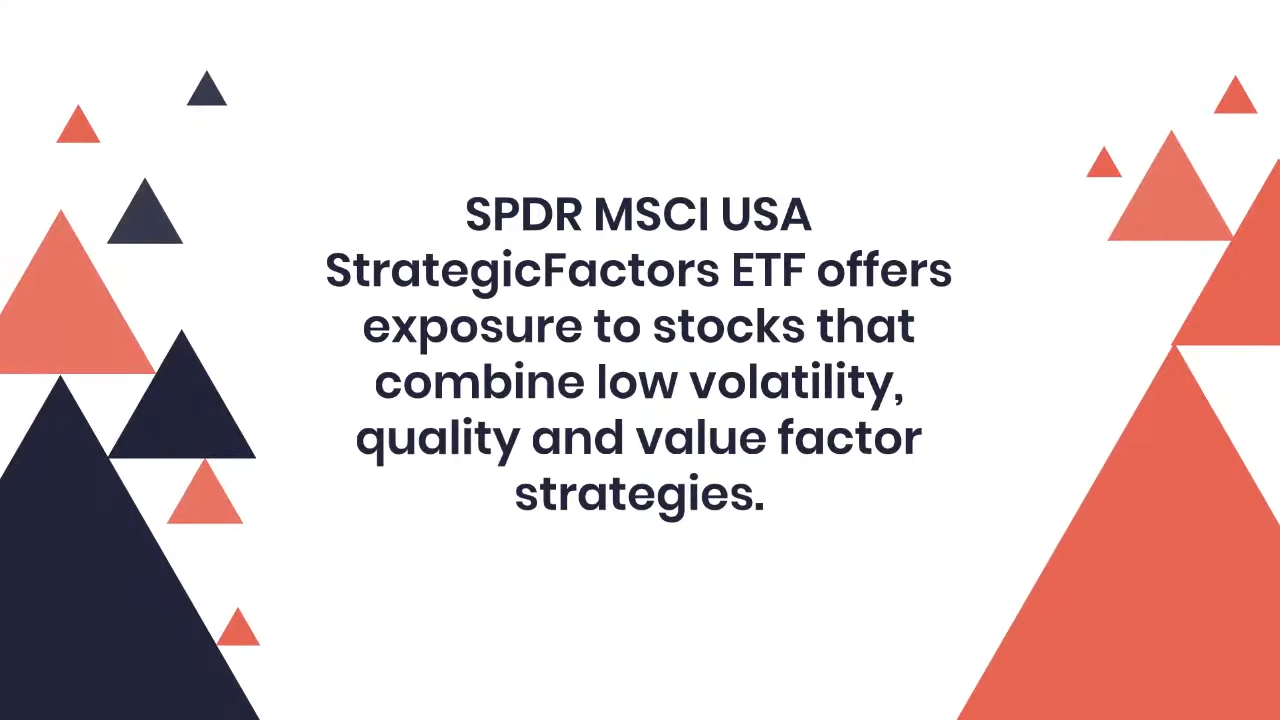 SPDR MSCI USA
StrategicFactors ETF offers
exposure to stocks that
combine low volatility,
quality and value factor
strategies.